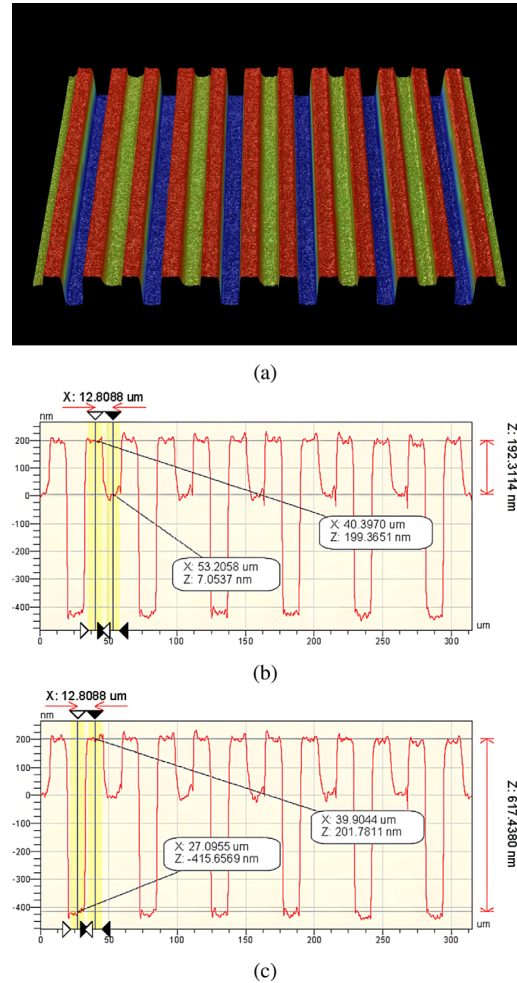 (a)
X: 12.8088 um
nm
200
100
0
-100
-200
-300
-400
X: 40.3970 um
Z: 199.3651 nm
X: 53.2058 um
Z: 7.0537 nm
Z: 192.3114 nm
0 50 100 150 200 250 300 um
(b)
X: 12.8088 um
nm
200
100
0
-100
-200
-300
-400
X: 39.9044 um
Z: 201.7811 nm
X: 27.0955 um
Z: -415.6569 nm
Z: 617.4380 nm
0 50 100 150 200 250 300 um
(c)